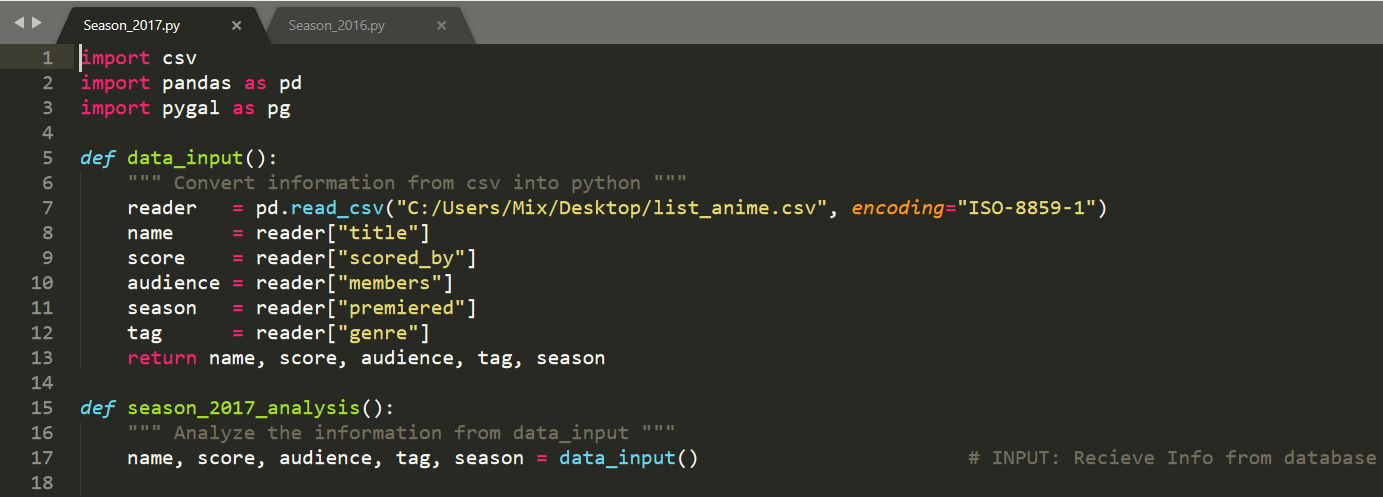 Season_2017.py × Season_2016.py ×
1 import csv
2 import pandas as pd
3 import pygal as pg
4
5 def data_input():
6     """ Convert information from csv into python """
7     reader   = pd.read_csv("C:/Users/Mix/Desktop/list_anime.csv", encoding="ISO-8859-1")
8     name     = reader["title"]
9     score    = reader["scored_by"]
10     audience = reader["members"]
11     season   = reader["premiered"]
12     tag      = reader["genre"]
13     return name, score, audience, tag, season
14
15 def season_2017_analysis():
16     """ Analyze the information from data_input """
17     name, score, audience, tag, season = data_input()                       # INPUT: Recieve Info from database
18